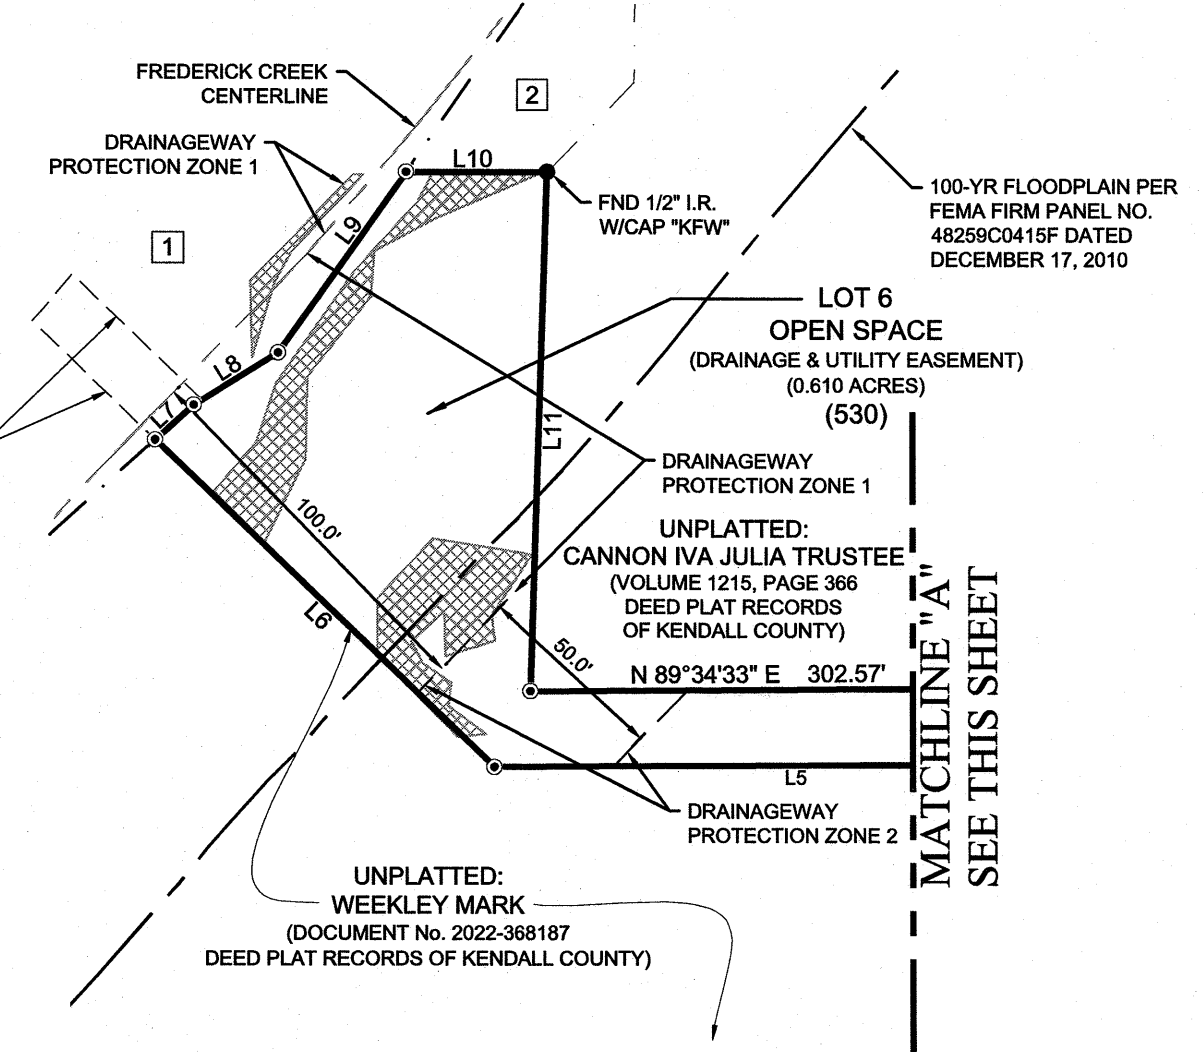 FREDERICK CREEK
CENTERLINE
2
DRAINAGEWAY
PROTECTION ZONE 1
L10
FND 1/2" I.R.
W/CAP "KFW"
100-YR FLOODPLAIN PER
FEMA FIRM PANEL NO.
48259C0415F DATED
DECEMBER 17, 2010
1
L9
LOT 6
OPEN SPACE
(DRAINAGE & UTILITY EASEMENT)
(0.610 ACRES)
(530)
L8
L7
L11
DRAINAGEWAY
PROTECTION ZONE 1
100.0'
UNPLATTED:
CANNON IVA JULIA TRUSTEE
(VOLUME 1215, PAGE 366
DEED PLAT RECORDS
OF KENDALL COUNTY)
L6
50.0'
N 89°34'33" E 302.57'
L5
MATCHLINE "A"
SEE THIS SHEET
DRAINAGEWAY
PROTECTION ZONE 2
UNPLATTED:
WEEKLEY MARK
(DOCUMENT No. 2022-368187
DEED PLAT RECORDS OF KENDALL COUNTY)